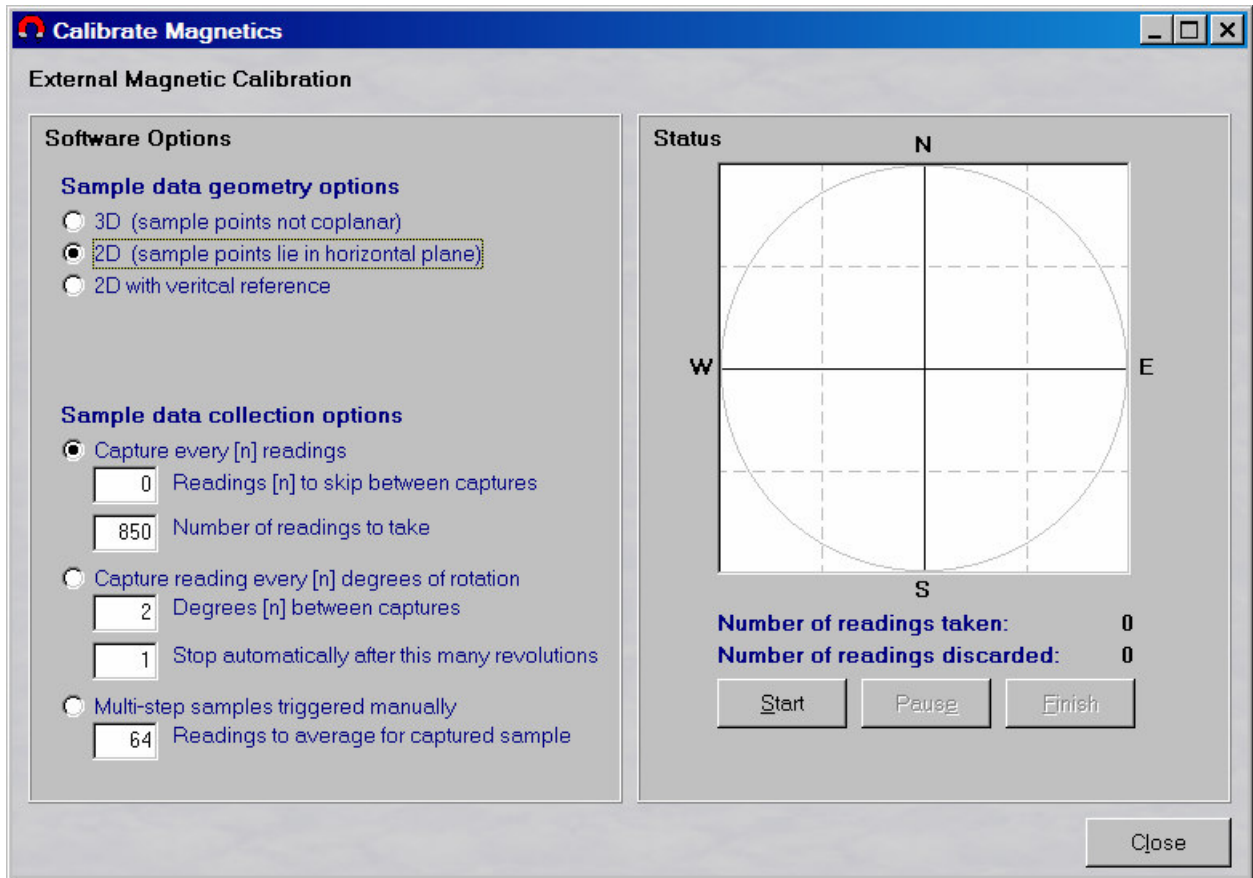 Calibrate Magnetics
External Magnetic Calibration
Software Options
Sample data geometry options
3D (sample points not coplanar)
2D (sample points lie in horizontal plane)
2D with veritcal reference
Sample data collection options
Capture every [n] readings
0 Readings [n] to skip between captures
850 Number of readings to take
Capture reading every [n] degrees of rotation
2 Degrees [n] between captures
1 Stop automatically after this many revolutions
Multi-step samples triggered manually
64 Readings to average for captured sample
Status
N
W
E
S
Number of readings taken: 0
Number of readings discarded: 0
Start Pause Finish
Close